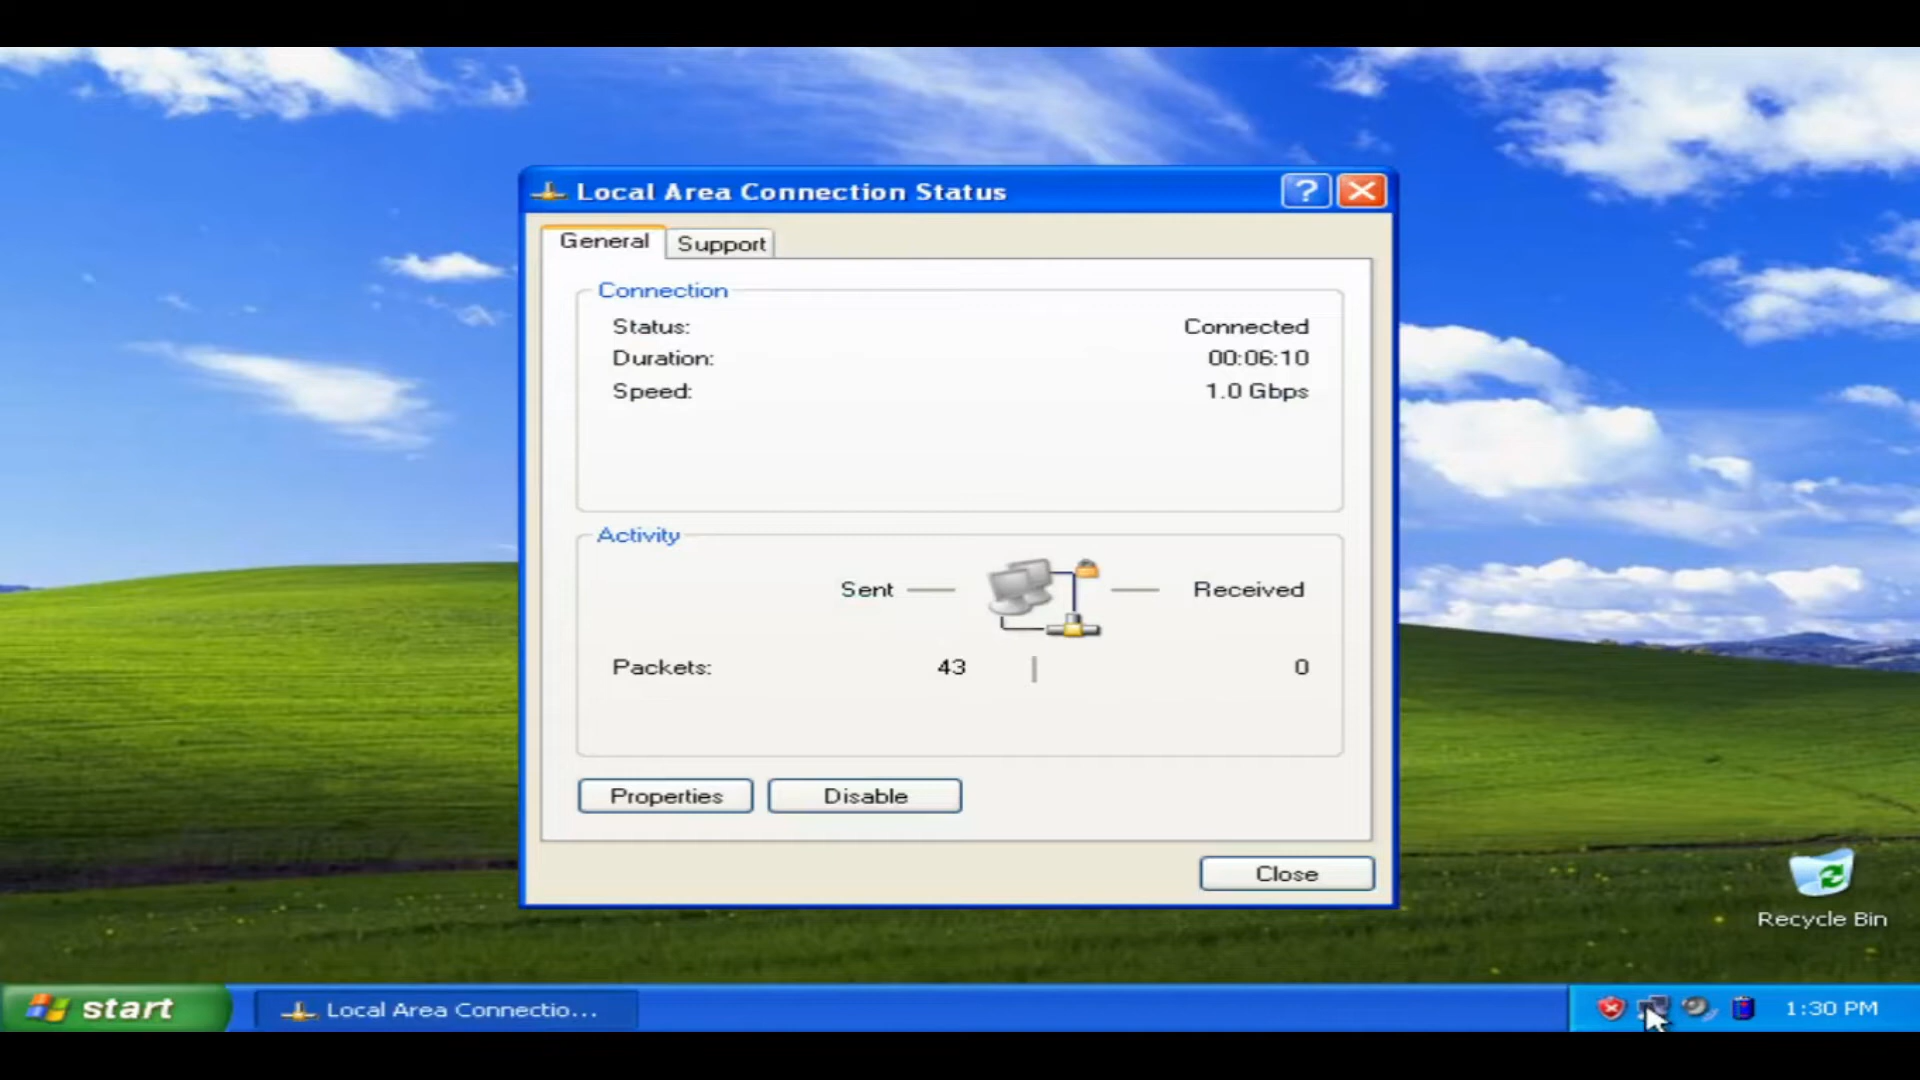 Local Area Connection Status
?
General
Support
Connection
Status: Connected
Duration: 00:06:10
Speed: 1.0 Gbps
Activity
Sent
Received
Packets: 43 0
Properties
Disable
Close
Recycle Bin
start
Local Area Connectio...
1:30 PM